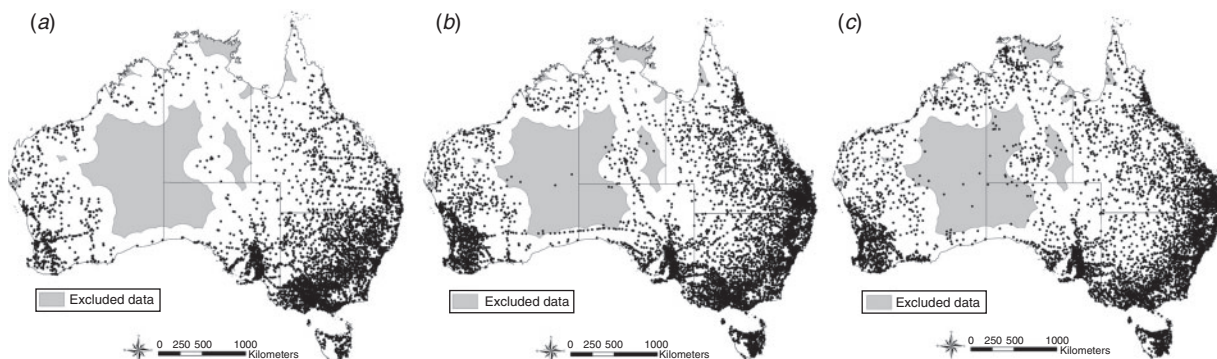 (a)
(b)
(c)
Excluded data
0 250 500 1000
Kilometers
Excluded data
0 250 500 1000
Kilometers
Excluded data
0 250 500 1000
Kilometers